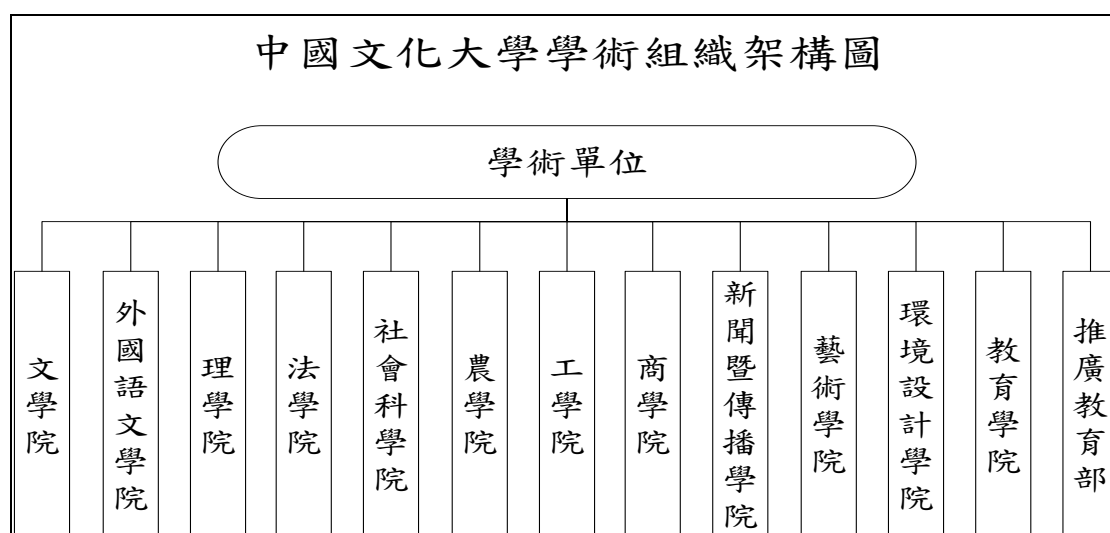 中國文化大學學術組織架構圖
學術單位
文學院
外國語文學院
理學院
法學院
社會科學院
農學院
工學院
商學院
新聞暨傳播學院
藝術學院
環境設計學院
教育學院
推廣教育部